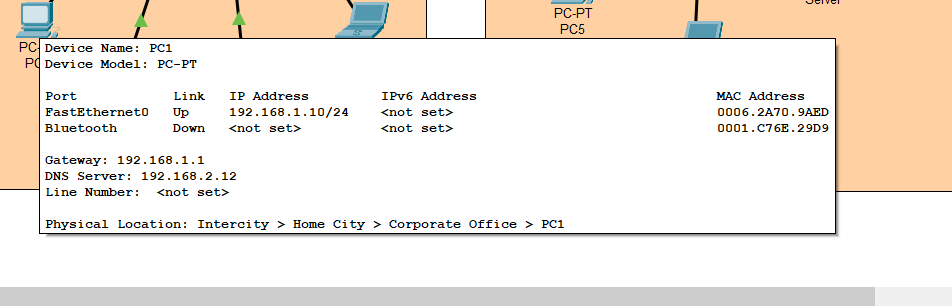 Server
PC-PT
PC5
PC-
PC
Device Name: PC1
Device Model: PC-PT
Port Link IP Address IPv6 Address MAC Address
FastEthernet0 Up 192.168.1.10/24 <not set> 0006.2A70.9AED
Bluetooth Down <not set> <not set> 0001.C76E.29D9
Gateway: 192.168.1.1
DNS Server: 192.168.2.12
Line Number: <not set>
Physical Location: Intercity > Home City > Corporate Office > PC1